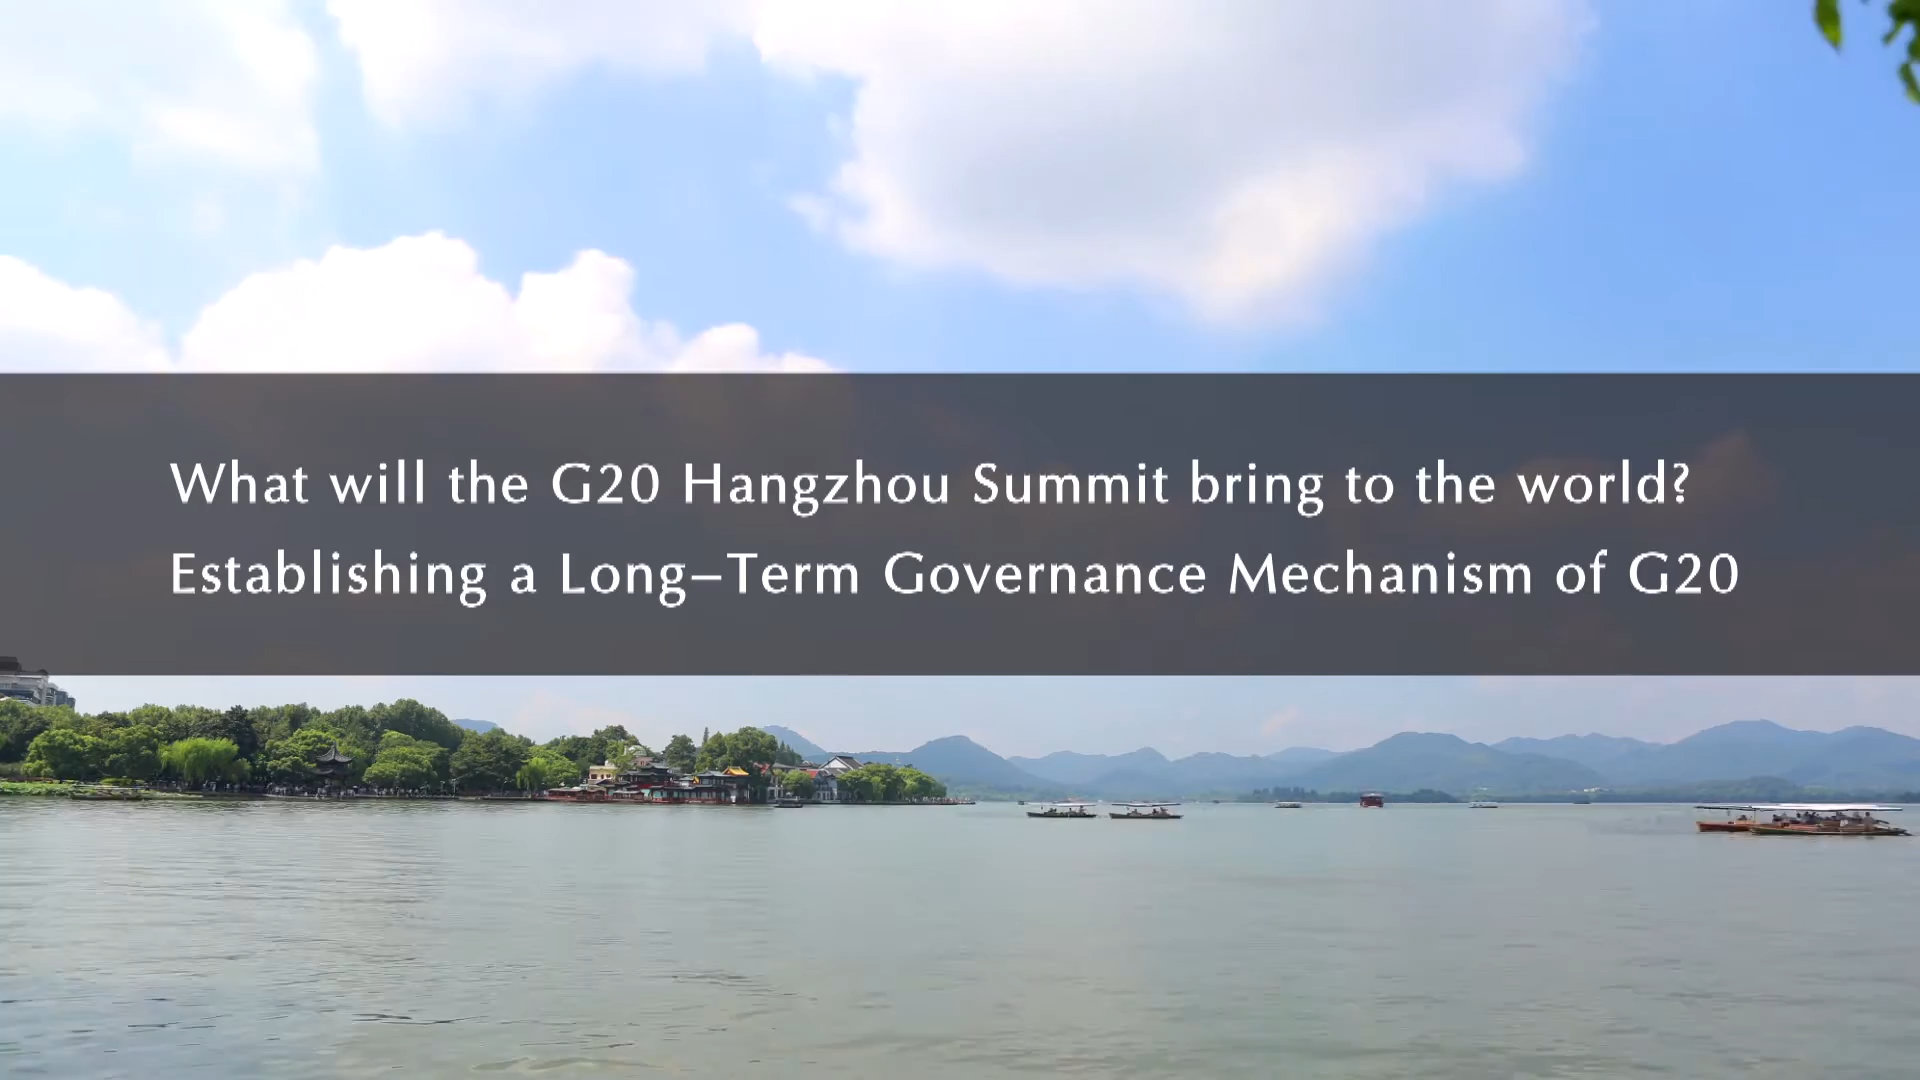 What will the G20 Hangzhou Summit bring to the world?
Establishing a Long–Term Governance Mechanism of G20